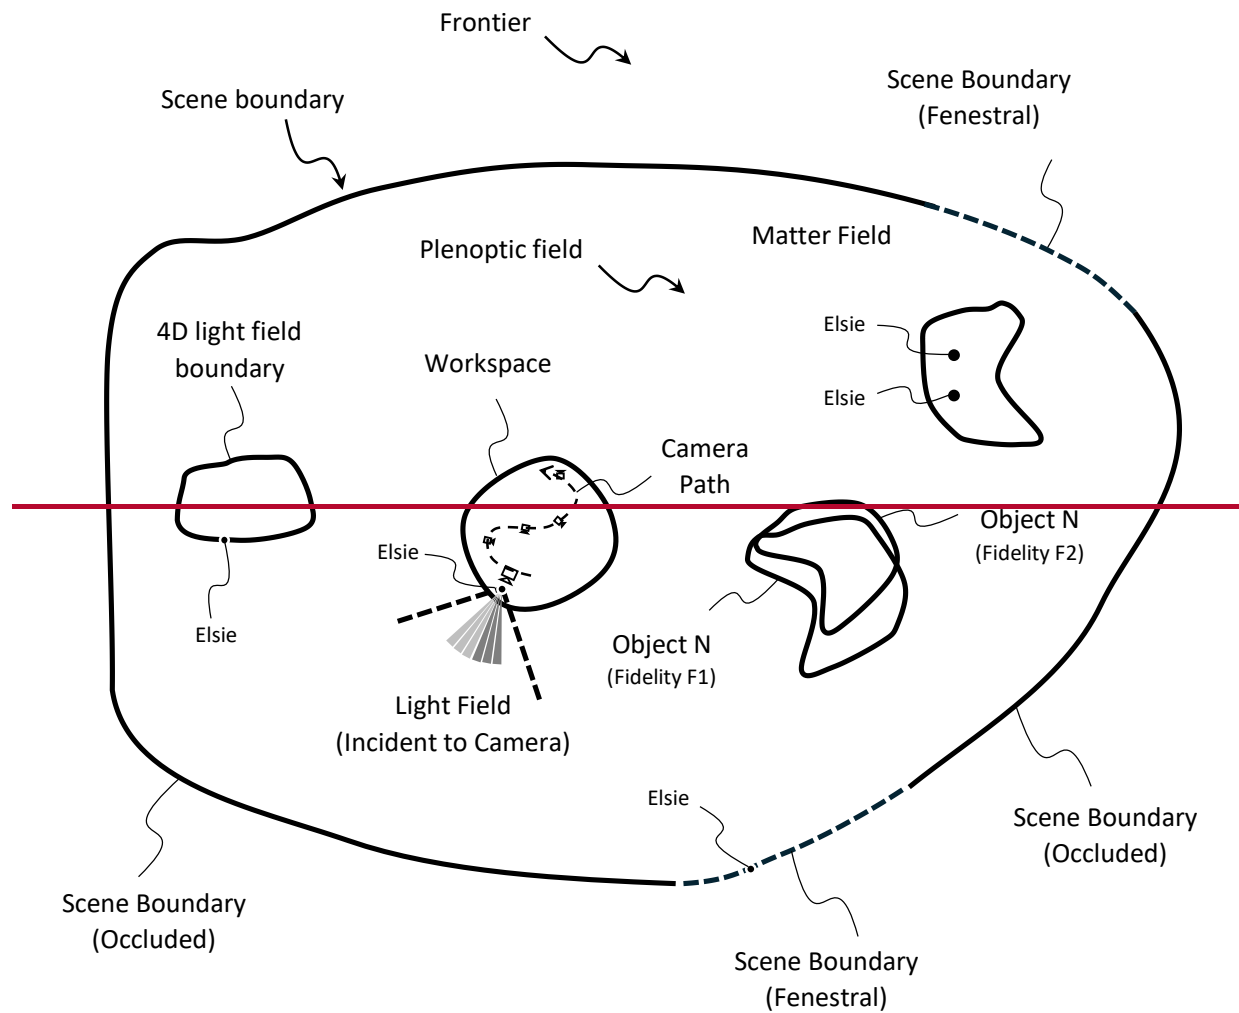 Frontier
Scene boundary
Scene Boundary
(Fenestral)
Plenoptic field
Matter Field
4D light field
boundary
Workspace
Elsie
Elsie
Camera
Path
Elsie
Object N
(Fidelity F2)
Elsie
Object N
(Fidelity F1)
Light Field
(Incident to Camera)
Elsie
Scene Boundary
(Occluded)
Scene Boundary
(Occluded)
Scene Boundary
(Fenestral)